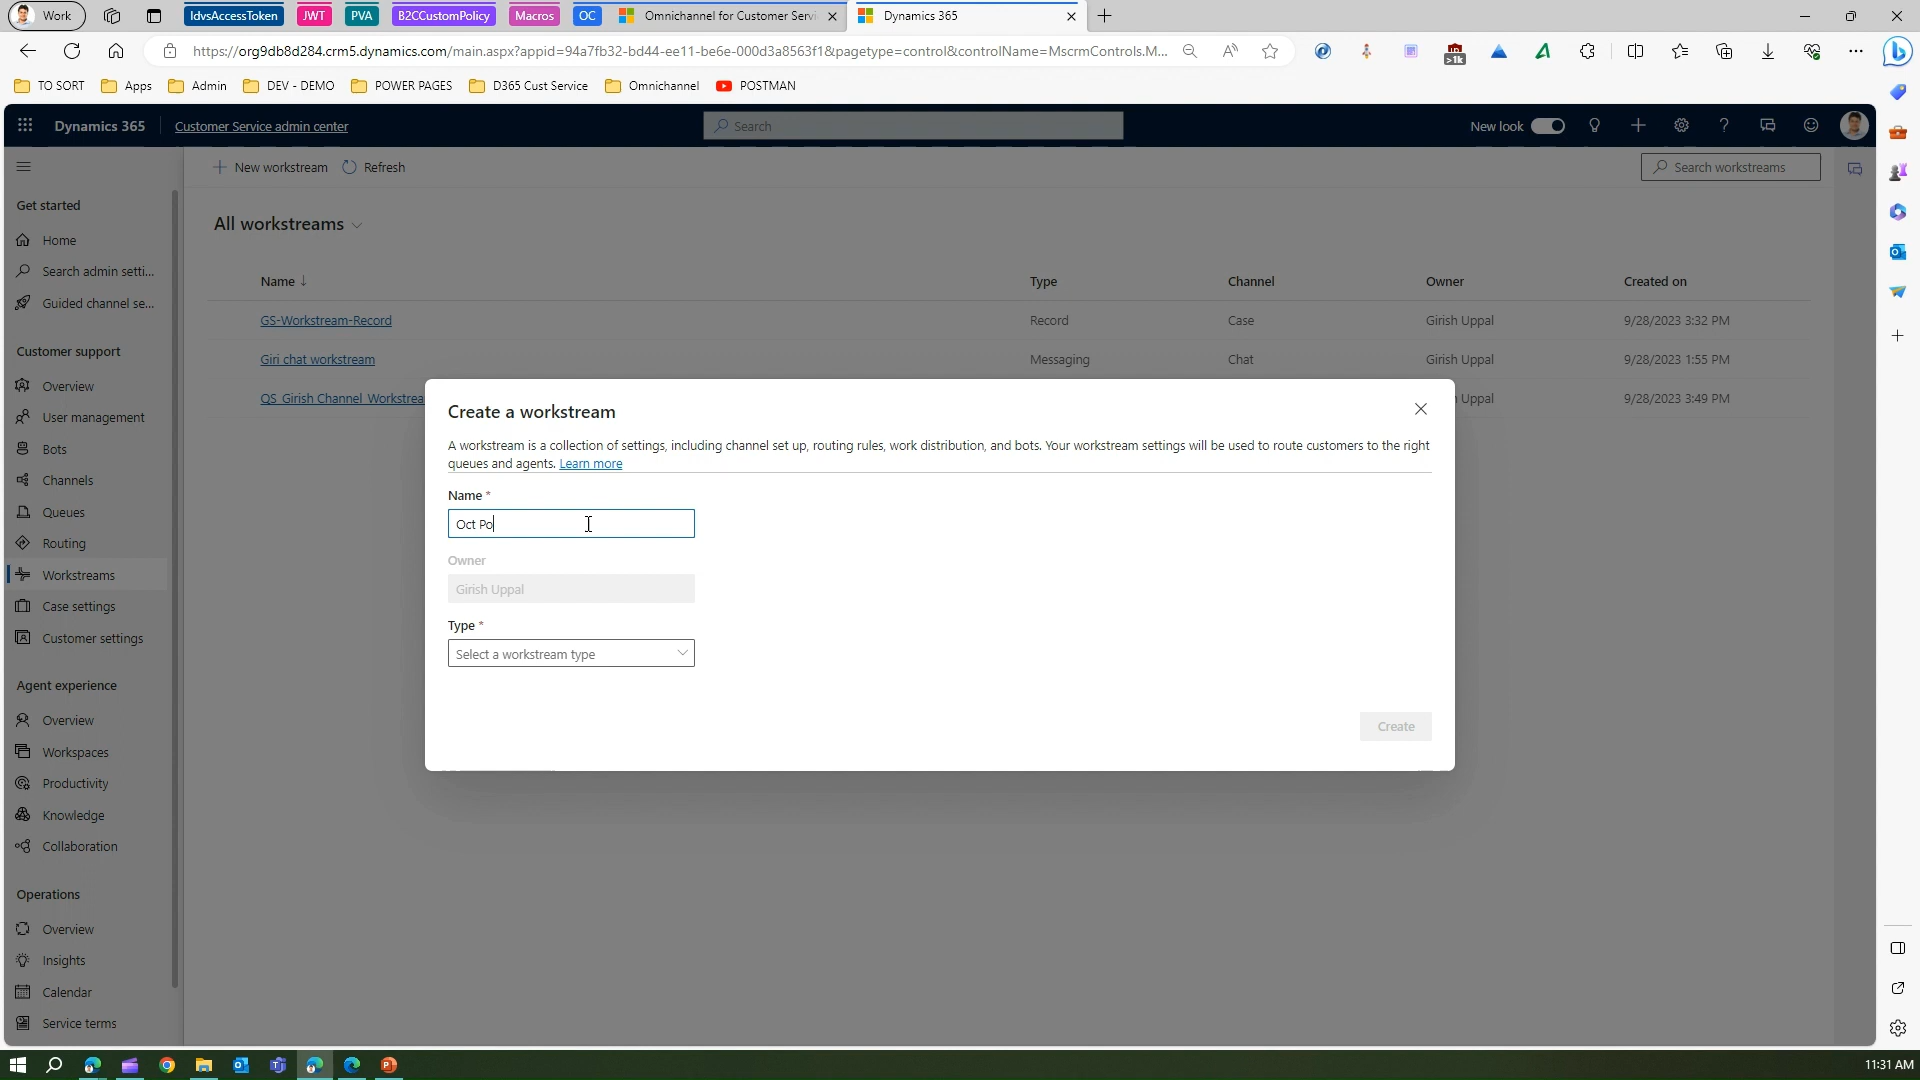 Work
IdvsAccessToken
JWT
PVA
B2CCustomPolicy
Macros
OC
Omnichannel for Customer Servi
Dynamics 365
https://org9db8d284.crm5.dynamics.com/main.aspx?appid=94a7fb32-bd44-ee11-be6e-000d3a8563f1&pagetype=control&controlName=MscrmControls.M...
>1k
TO SORT
Apps
Admin
DEV - DEMO
POWER PAGES
D365 Cust Service
Omnichannel
POSTMAN
Dynamics 365
Customer Service admin center
Search
New look
New workstream
Refresh
Search workstreams
Get started
Home
Search admin setti...
Guided channel se...
Customer support
Overview
User management
Bots
Channels
Queues
Routing
Workstreams
Case settings
Customer settings
Agent experience
Overview
Workspaces
Productivity
Knowledge
Collaboration
Operations
Overview
Insights
Calendar
Service terms
All workstreams
Name Type Channel Owner Created on
GS-Workstream-Record Record Case Girish Uppal 9/28/2023 3:32 PM
Giri chat workstream Messaging Chat Girish Uppal 9/28/2023 1:55 PM
QS Girish Channel Workstrea Uppal 9/28/2023 3:49 PM
Create a workstream
A workstream is a collection of settings, including channel set up, routing rules, work distribution, and bots. Your workstream settings will be used to route customers to the right
queues and agents. Learn more
Name *
Oct Po
Owner
Girish Uppal
Type *
Select a workstream type
Create
11:31 AM